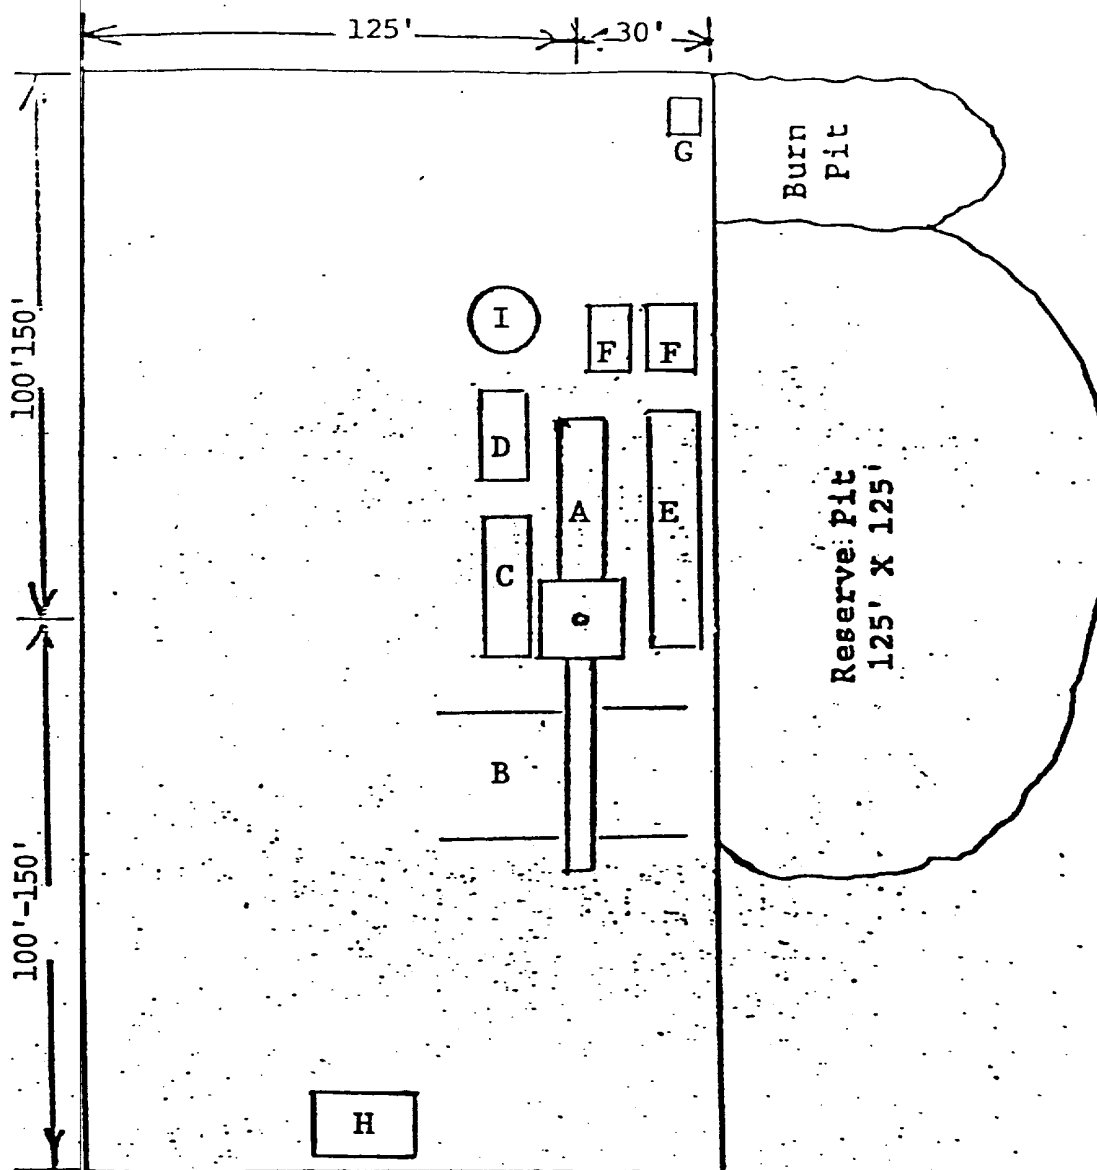 125'
30'
G
Burn
Pit
I
F
F
100'150'
D
A
E
C
Reserve Pit
125' X 125'
B
100'-150'
H